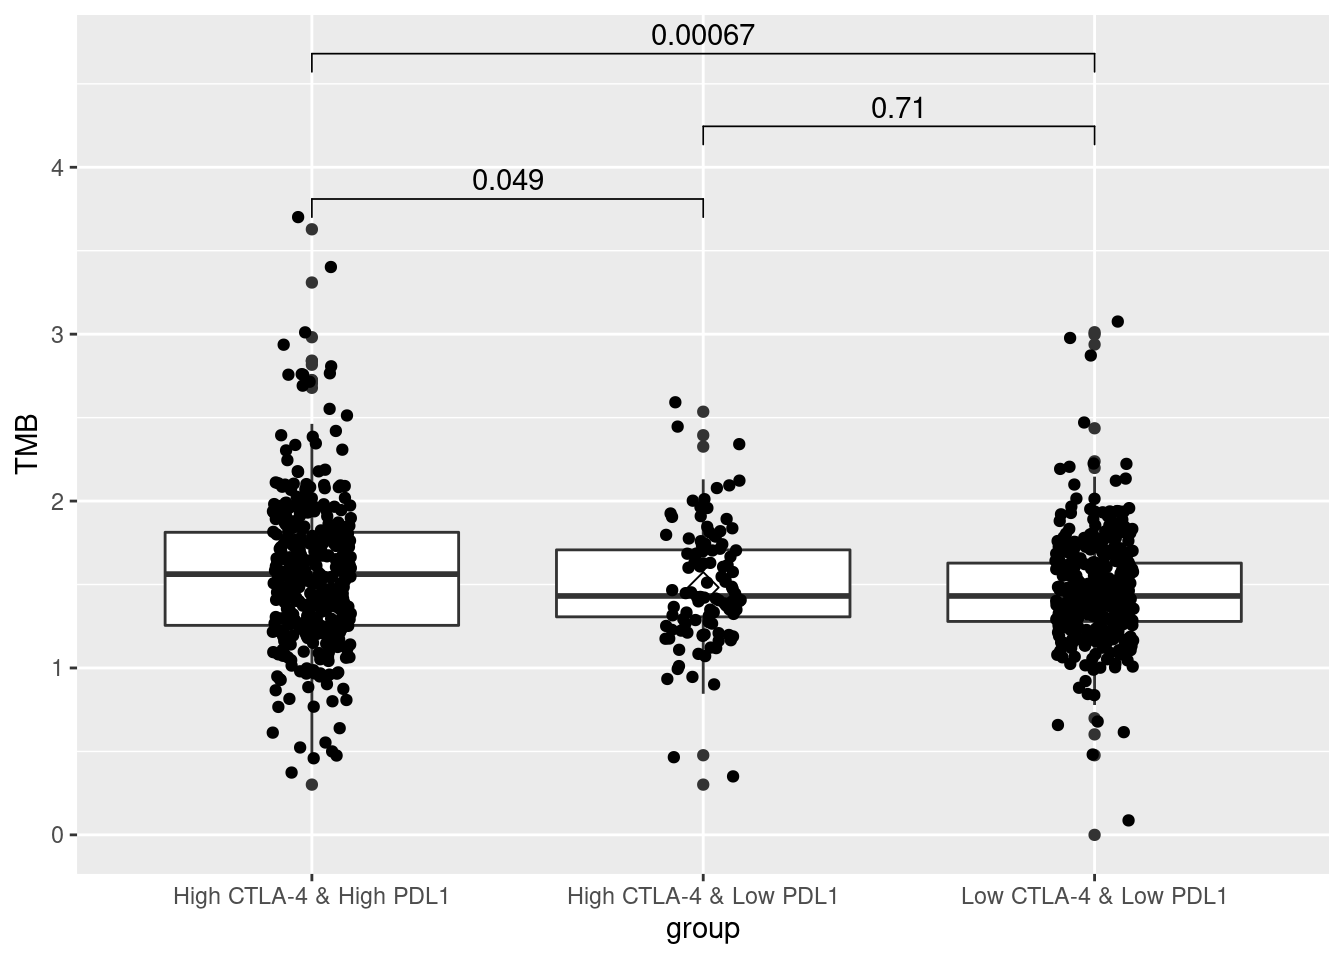 0.00067
0.71
0.049
4
3
2
1
0
TMB
High CTLA-4 & High PDL1
High CTLA-4 & Low PDL1
Low CTLA-4 & Low PDL1
group